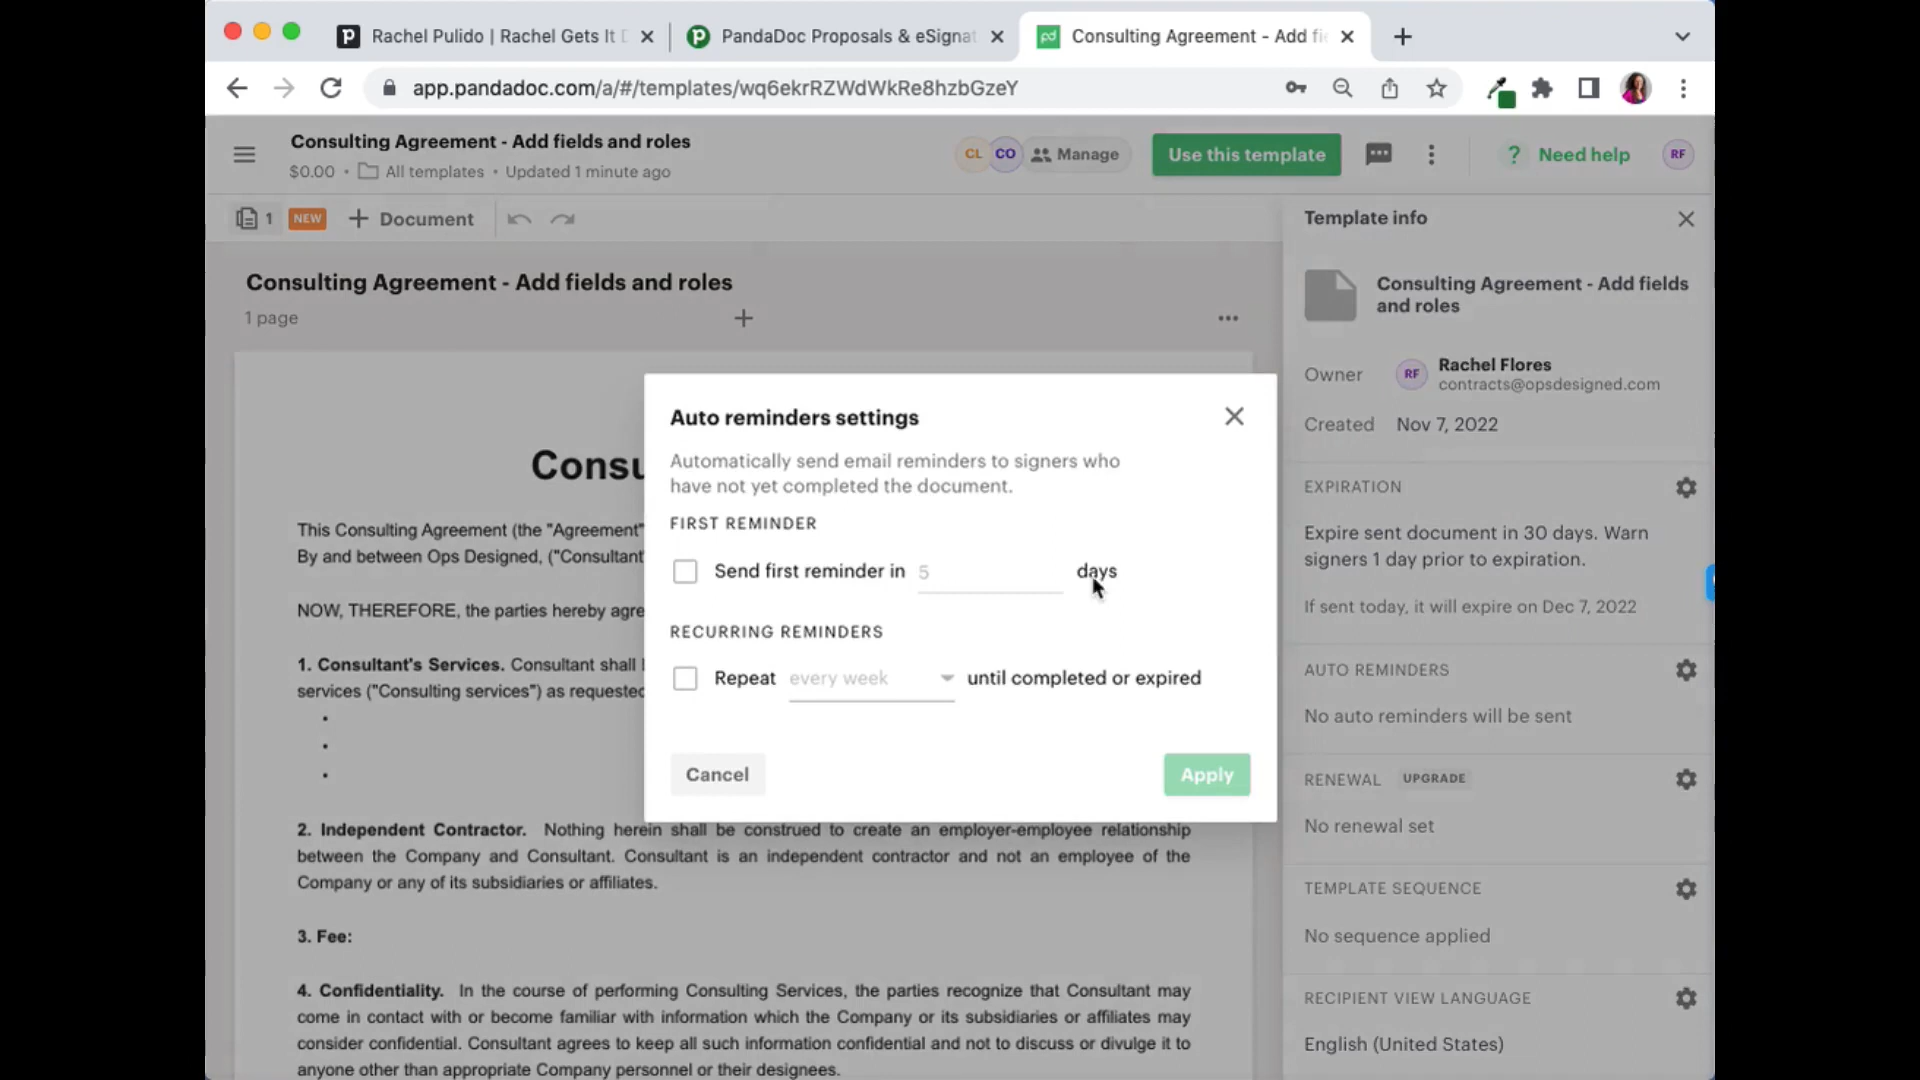 Rachel Pulido | Rachel Gets It
PandaDoc Proposals & eSignat
Consulting Agreement - Add fi
app.pandadoc.com/a/#/templates/wq6ekrRZWdWkRe8hzbGzeY
Consulting Agreement - Add fields and roles
$0.00 • All templates • Updated 1 minute ago
CL CO Manage
Use this template
? Need help
RF
1 NEW + Document
Consulting Agreement - Add fields and roles
1 page
Consu
This Consulting Agreement (the "Agreement"
By and between Ops Designed, ("Consultant
NOW, THEREFORE, the parties hereby agre
1. Consultant's Services. Consultant shall
services ("Consulting services") as requested
•
•
•
2. Independent Contractor. Nothing herein shall be construed to create an employer-employee relationship
between the Company and Consultant. Consultant is an independent contractor and not an employee of the
Company or any of its subsidiaries or affiliates.
3. Fee:
4. Confidentiality. In the course of performing Consulting Services, the parties recognize that Consultant may
come in contact with or become familiar with information which the Company or its subsidiaries or affiliates may
consider confidential. Consultant agrees to keep all such information confidential and not to discuss or divulge it to
anyone other than appropriate Company personnel or their designees.
Auto reminders settings
Automatically send email reminders to signers who
have not yet completed the document.
FIRST REMINDER
Send first reminder in 5 days
RECURRING REMINDERS
Repeat every week until completed or expired
Cancel
Apply
Template info
Consulting Agreement - Add fields
and roles
Owner RF Rachel Flores
contracts@opsdesigned.com
Created Nov 7, 2022
EXPIRATION
Expire sent document in 30 days. Warn
signers 1 day prior to expiration.
If sent today, it will expire on Dec 7, 2022
AUTO REMINDERS
No auto reminders will be sent
RENEWAL UPGRADE
No renewal set
TEMPLATE SEQUENCE
No sequence applied
RECIPIENT VIEW LANGUAGE
English (United States)